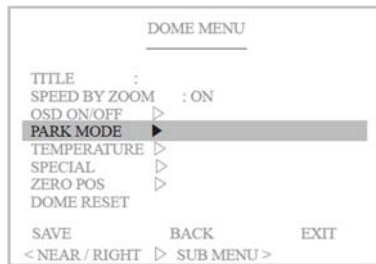 DOME MENU
TITLE :
SPEED BY ZOOM : ON
OSD ON/OFF ▷
PARK MODE ▶
TEMPERATURE ▷
SPECIAL ▷
ZERO POS ▷
DOME RESET
SAVE BACK EXIT
< NEAR / RIGHT ▷ SUB MENU >